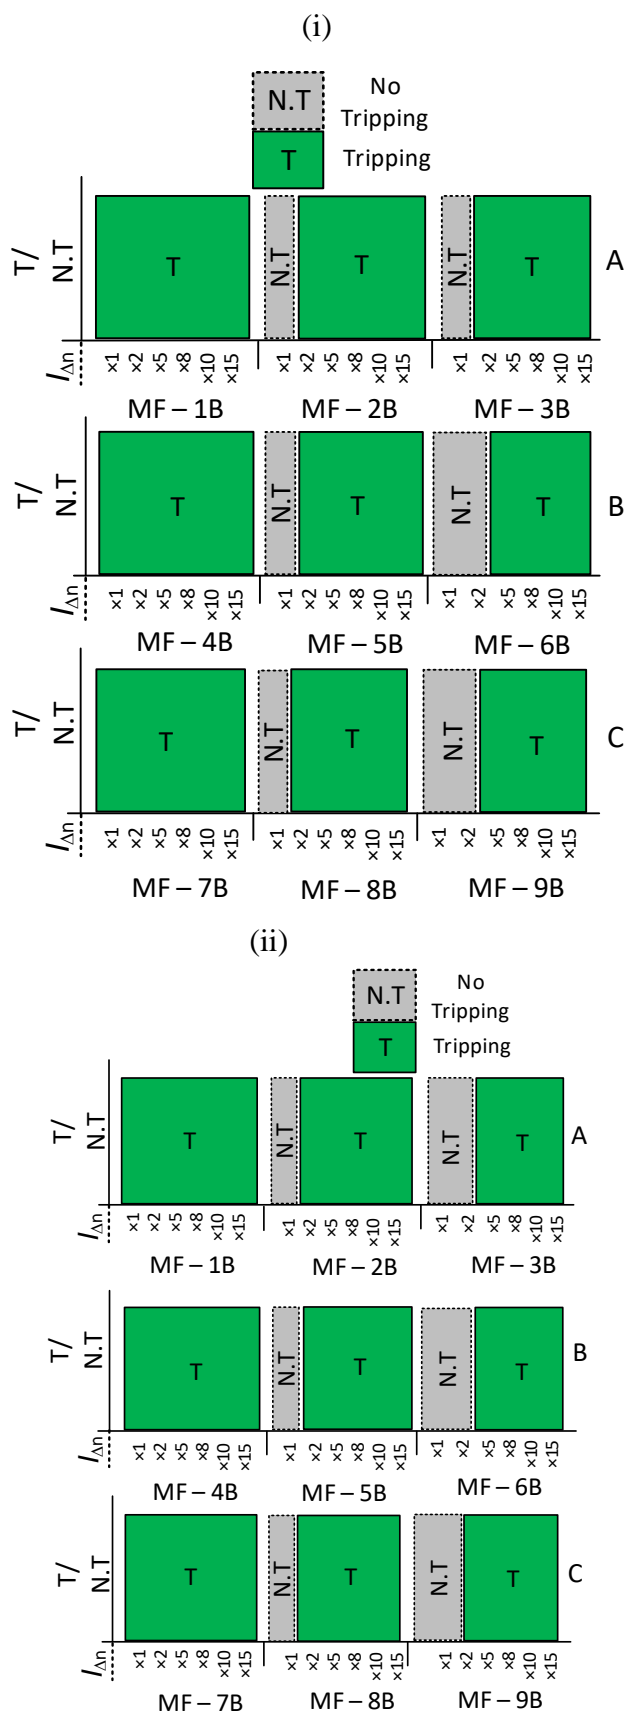 (i)
N.T No Tripping
T Tripping
T/ N.T T N.T T N.T T A
I∆n ×1 ×2 ×5 ×8 ×10 ×15 ×1 ×2 ×5 ×8 ×10 ×15 ×1 ×2 ×5 ×8 ×10 ×15
MF – 1B MF – 2B MF – 3B
T/ N.T T N.T T N.T T B
I∆n ×1 ×2 ×5 ×8 ×10 ×15 ×1 ×2 ×5 ×8 ×10 ×15 ×1 ×2 ×5 ×8 ×10 ×15
MF – 4B MF – 5B MF – 6B
T/ N.T T N.T T N.T T C
I∆n ×1 ×2 ×5 ×8 ×10 ×15 ×1 ×2 ×5 ×8 ×10 ×15 ×1 ×2 ×5 ×8 ×10 ×15
MF – 7B MF – 8B MF – 9B
(ii)
N.T No Tripping
T Tripping
T/ N.T T N.T T N.T T A
I∆n ×1 ×2 ×5 ×8 ×10 ×15 ×1 ×2 ×5 ×8 ×10 ×15 ×1 ×2 ×5 ×8 ×10 ×15
MF – 1B MF – 2B MF – 3B
T/ N.T T N.T T N.T T B
I∆n ×1 ×2 ×5 ×8 ×10 ×15 ×1 ×2 ×5 ×8 ×10 ×15 ×1 ×2 ×5 ×8 ×10 ×15
MF – 4B MF – 5B MF – 6B
T/ N.T T N.T T N.T T C
I∆n ×1 ×2 ×5 ×8 ×10 ×15 ×1 ×2 ×5 ×8 ×10 ×15 ×1 ×2 ×5 ×8 ×10 ×15
MF – 7B MF – 8B MF – 9B